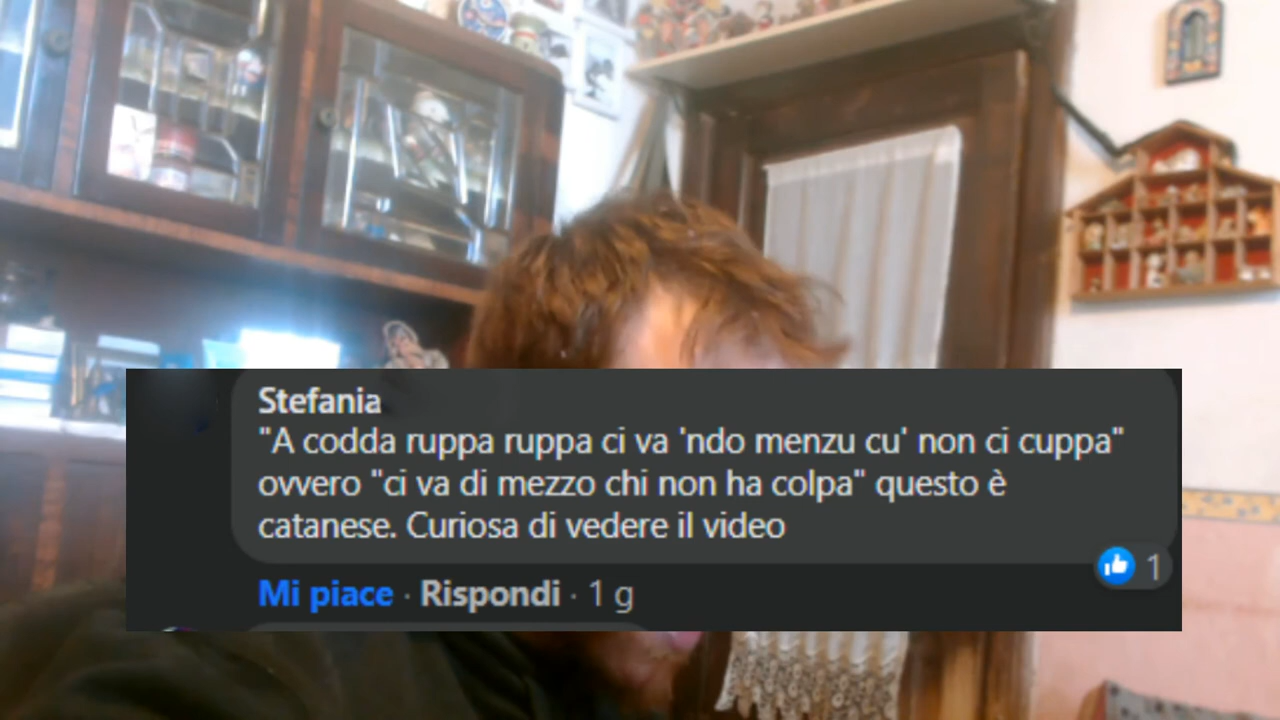 Stefania
"A codda ruppa ruppa ci va 'ndo menzu cu' non ci cuppa"
ovvero "ci va di mezzo chi non ha colpa" questo è
catanese. Curiosa di vedere il video
1
Mi piace · Rispondi · 1 g